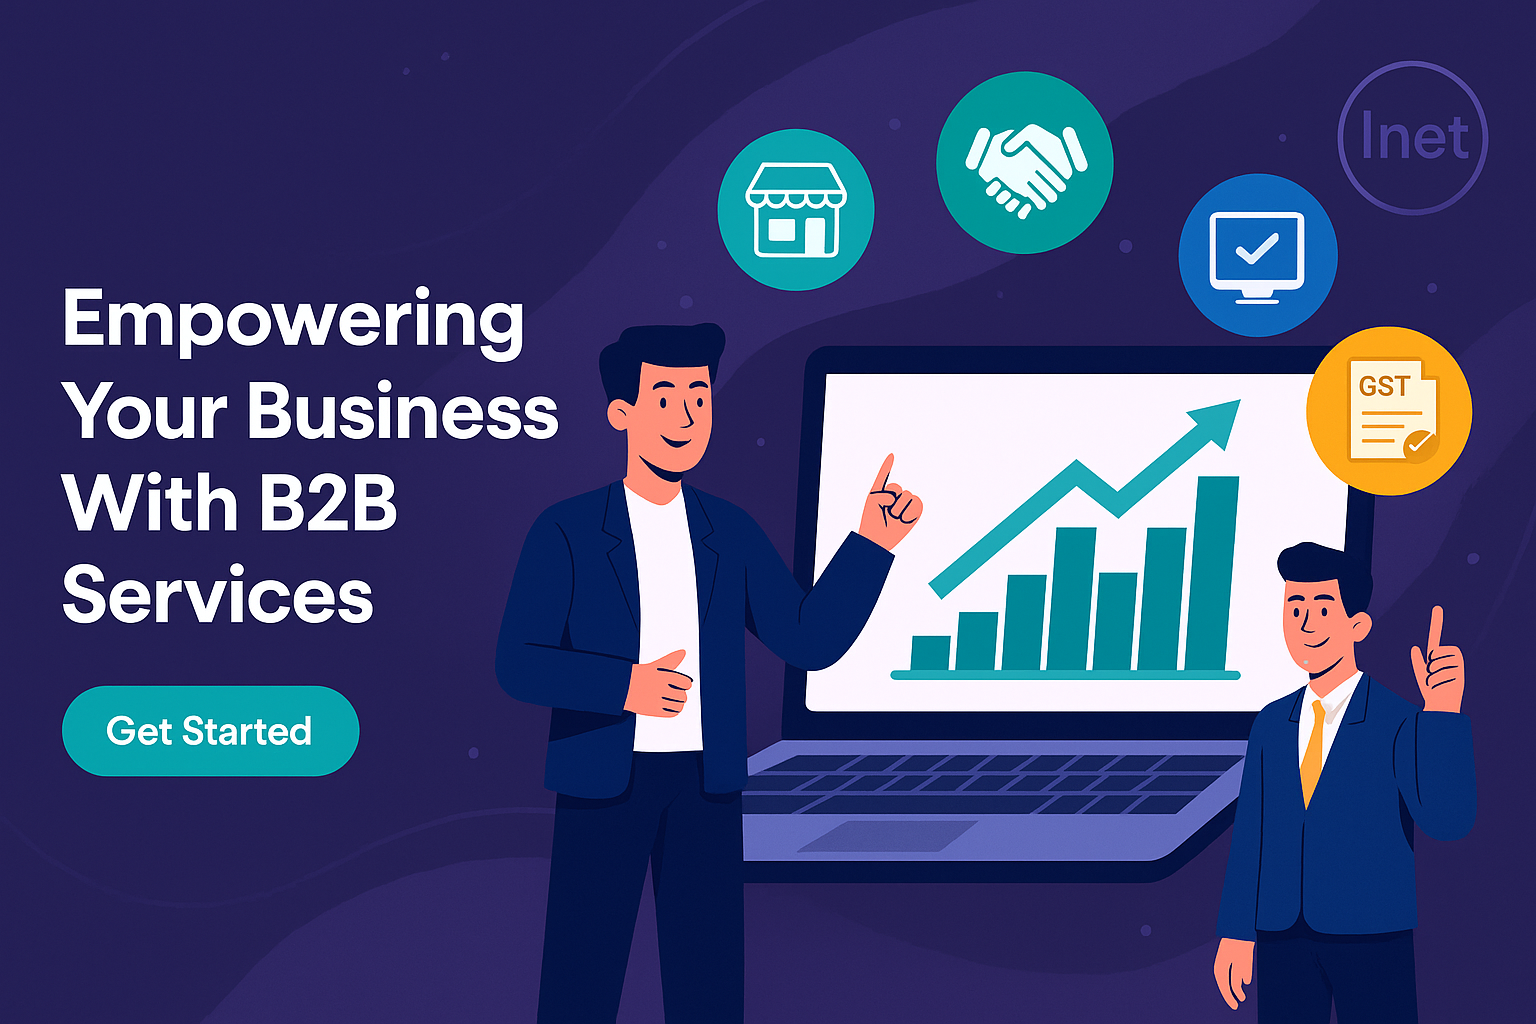 Inet
GST
Empowering
Your Business
With B2B
Services
Get Started